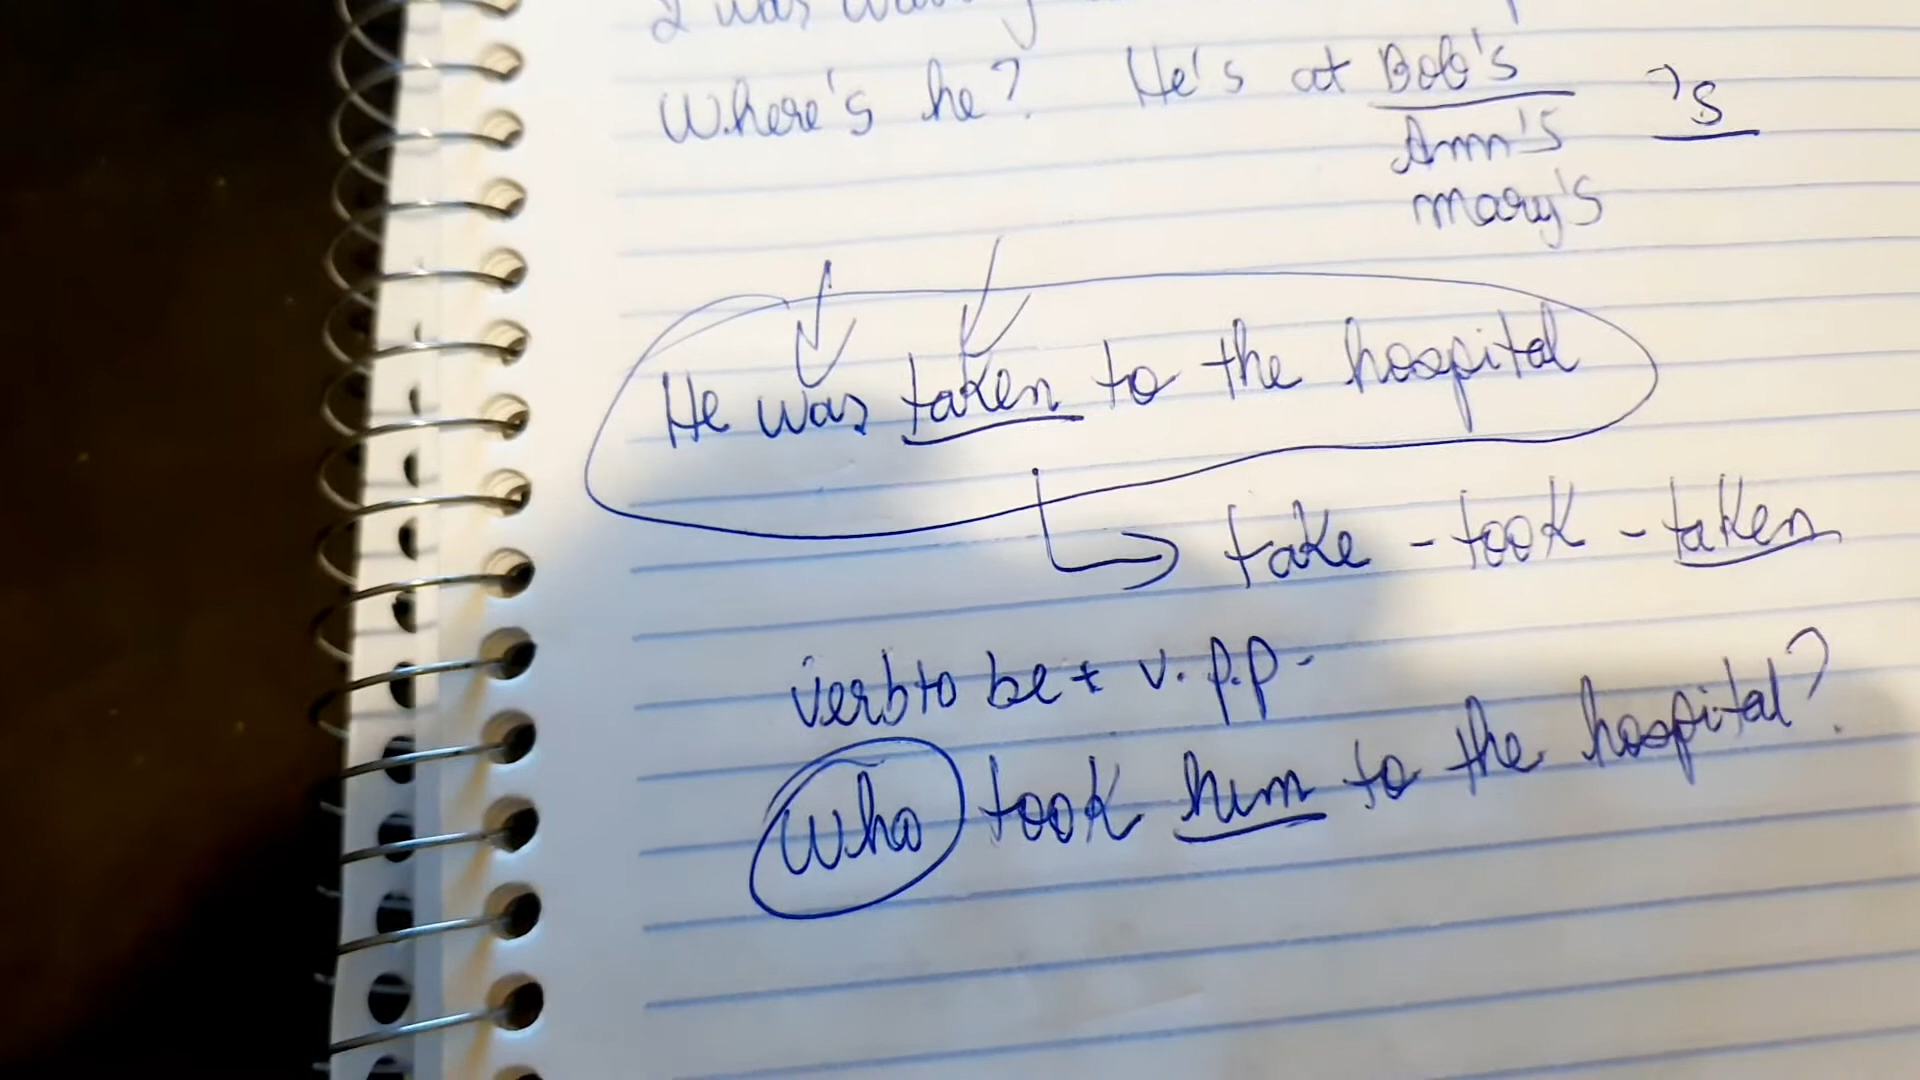 I was
Where's he? He's at Bob's 's
Ann's
Mary's
He was taken to the hospital
take - took - taken
verb to be + v. p.p.
who took him to the hospital?